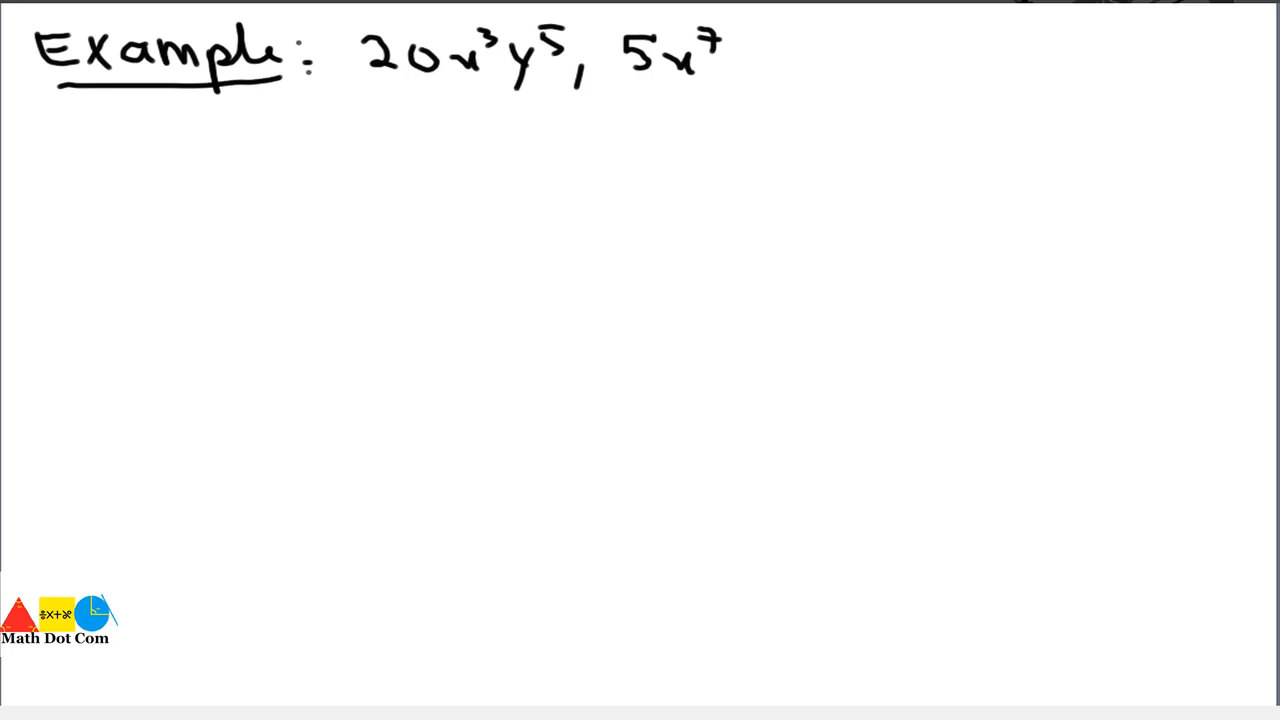 Example: 20x³y⁵, 5x⁷
÷x+
Math Dot Com